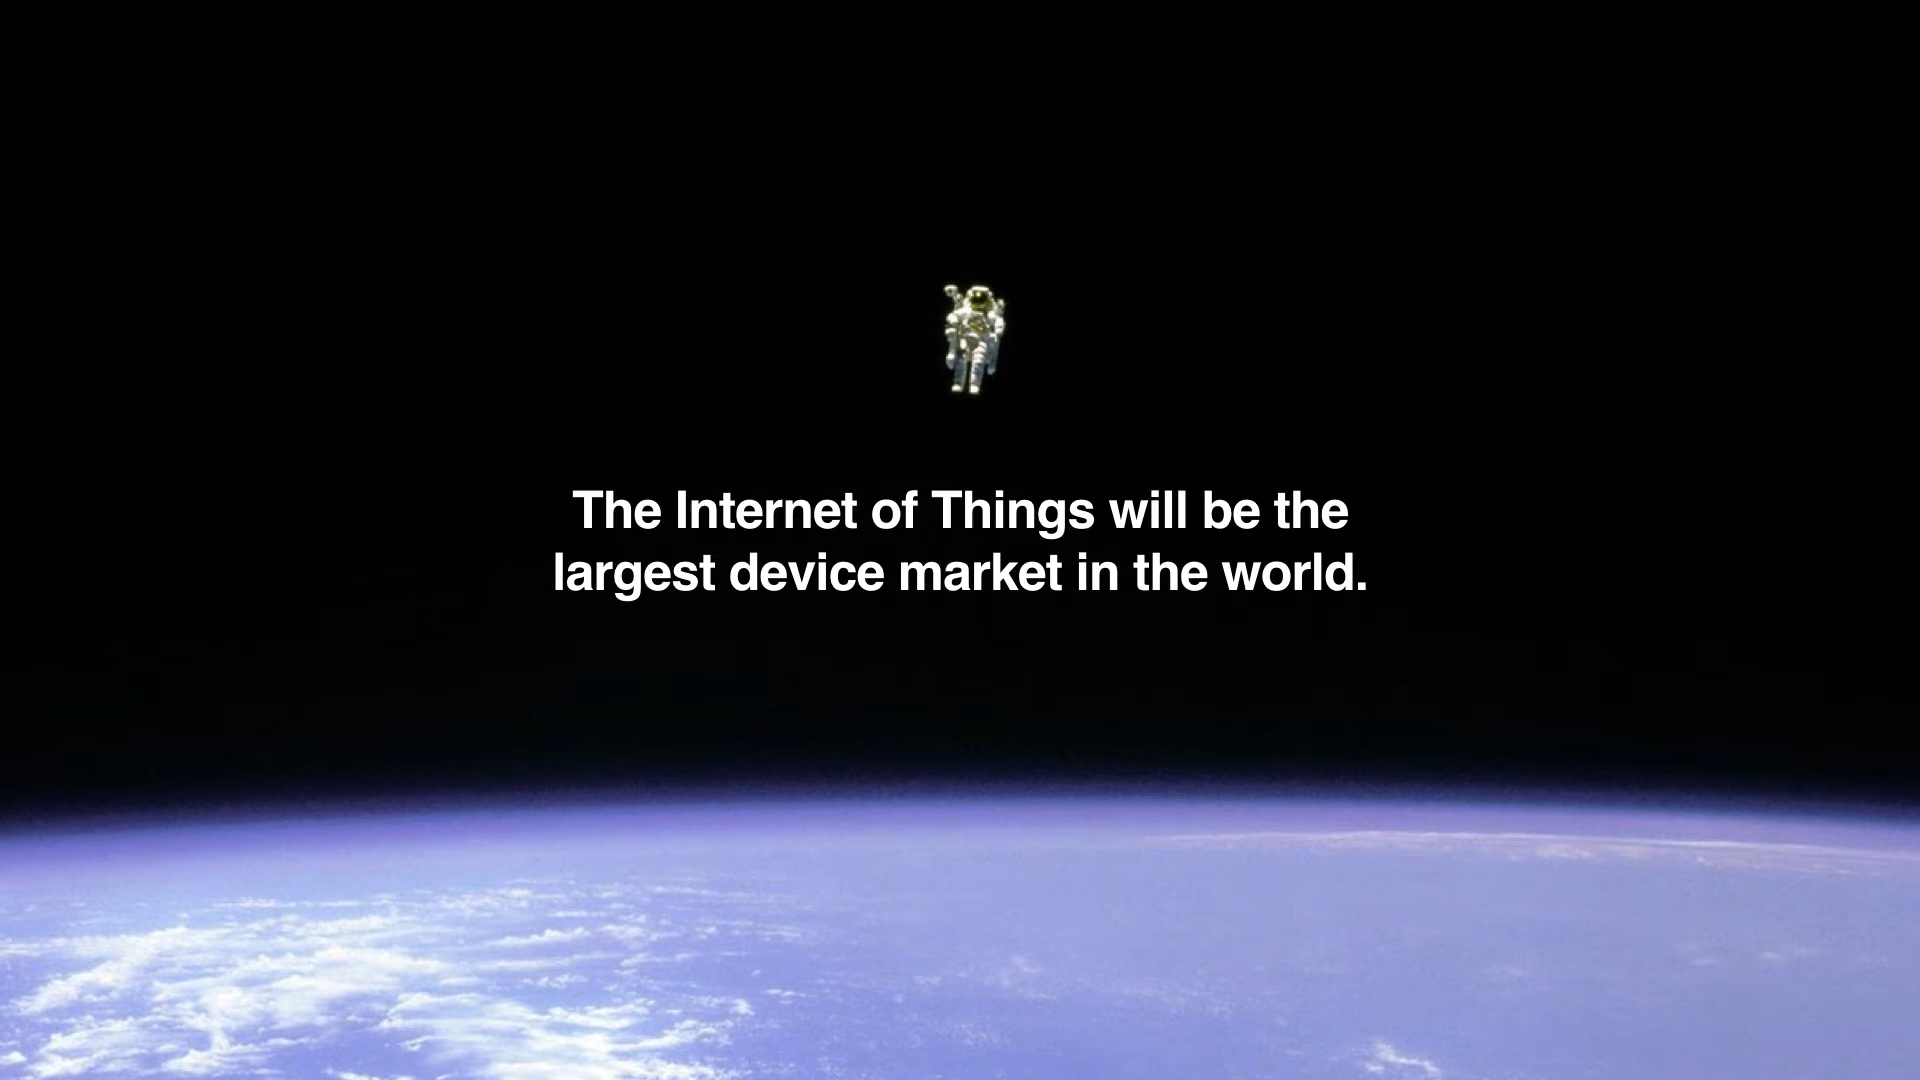 The Internet of Things will be the
largest device market in the world.